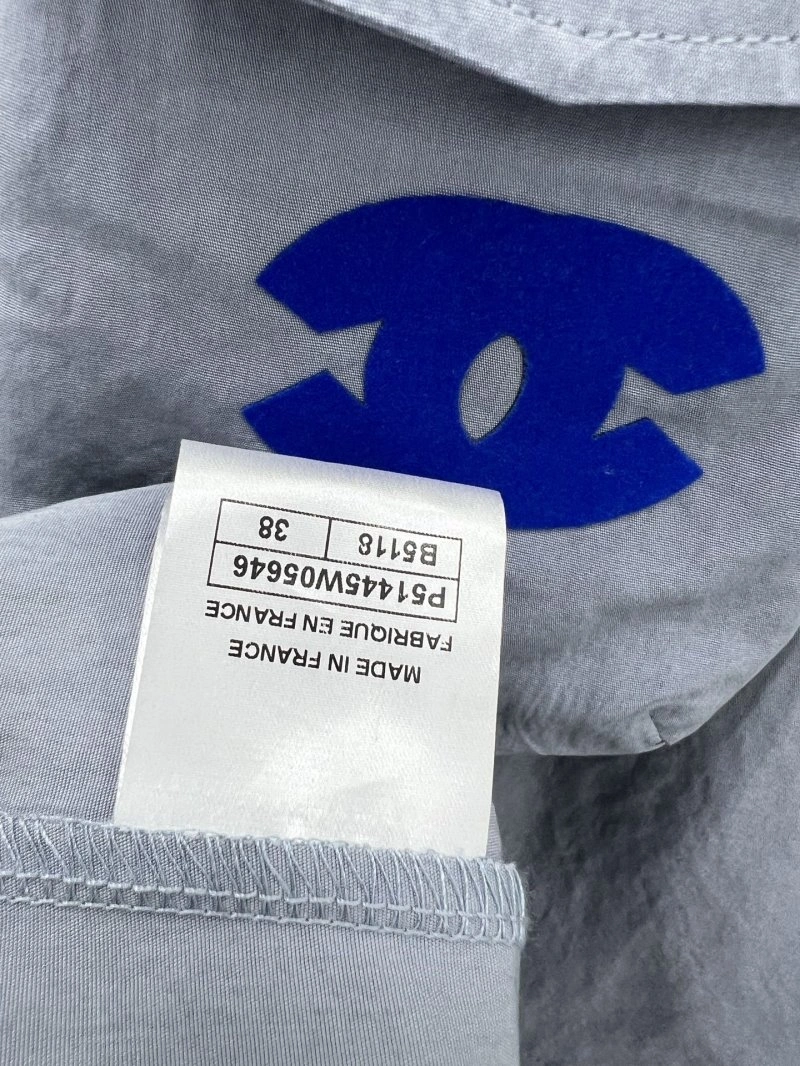 MADE IN FRANCE
FABRIQUE EN FRANCE
P51445W05646
B5118 38